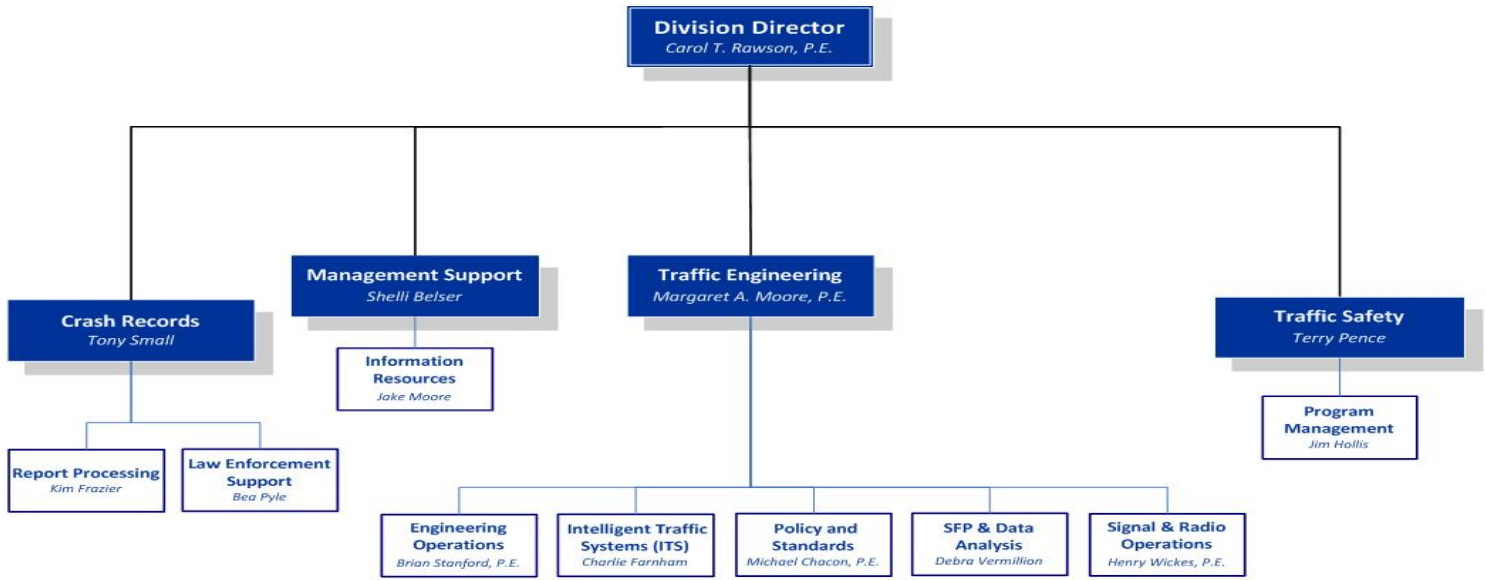 Division Director
Carol T. Rawson, P.E.
Management Support
Shelli Belser
Traffic Engineering
Margaret A. Moore, P.E.
Crash Records
Tony Small
Traffic Safety
Terry Pence
Information
Resources
Jake Moore
Program
Management
Jim Hollis
Report Processing
Kim Frazier
Law Enforcement
Support
Bea Pyle
Engineering
Operations
Brian Stanford, P.E.
Intelligent Traffic
Systems (ITS)
Charlie Farnham
Policy and
Standards
Michael Chacon, P.E.
SFP & Data
Analysis
Debra Vermillion
Signal & Radio
Operations
Henry Wickes, P.E.